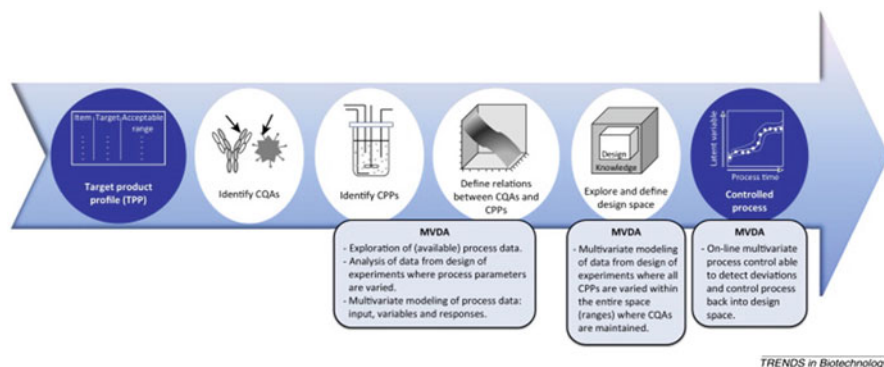 Item Target Acceptable
range
Target product
profile (TPP)
Identify CQAs
Identify CPPs
Define relations
between CQAs and
CPPs
Design
Knowledge
Explore and define
design space
Latent variable
Process time
Controlled
process
MVDA
- Exploration of (available) process data.
- Analysis of data from design of
experiments where process parameters
are varied.
- Multivariate modeling of process data:
input, variables and responses.
MVDA
- Multivariate modeling
of data from design of
experiments where all
CPPs are varied within
the entire space
(ranges) where CQAs
are maintained.
MVDA
- On-line multivariate
process control able
to detect deviations
and control process
back into design
space.
TRENDS in Biotechnology